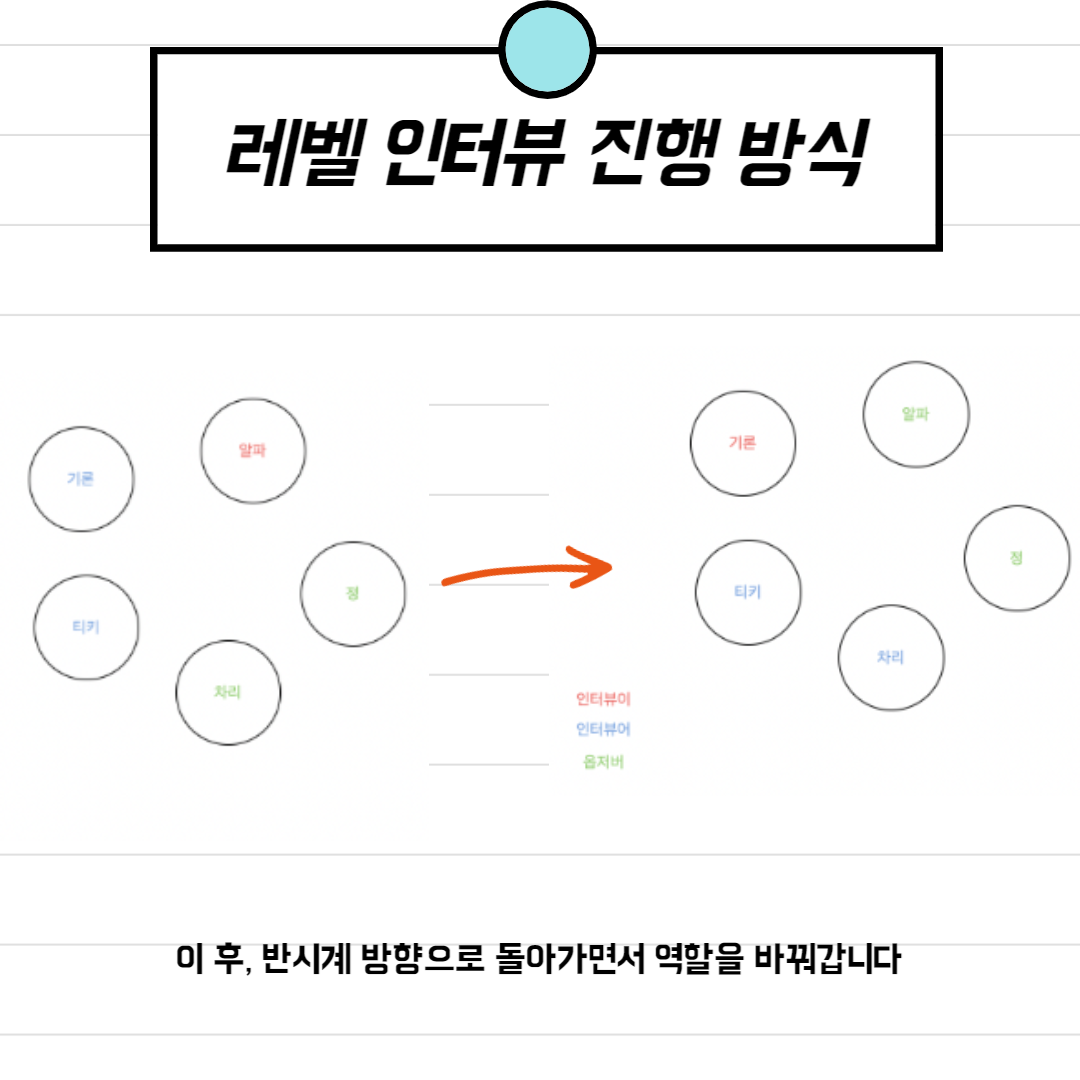 레벨 인터뷰 진행 방식
알파
기론
정
티키
차리
알파
기론
정
티키
차리
인터뷰이
인터뷰어
옵저버
이 후, 반시계 방향으로 돌아가면서 역할을 바꿔갑니다